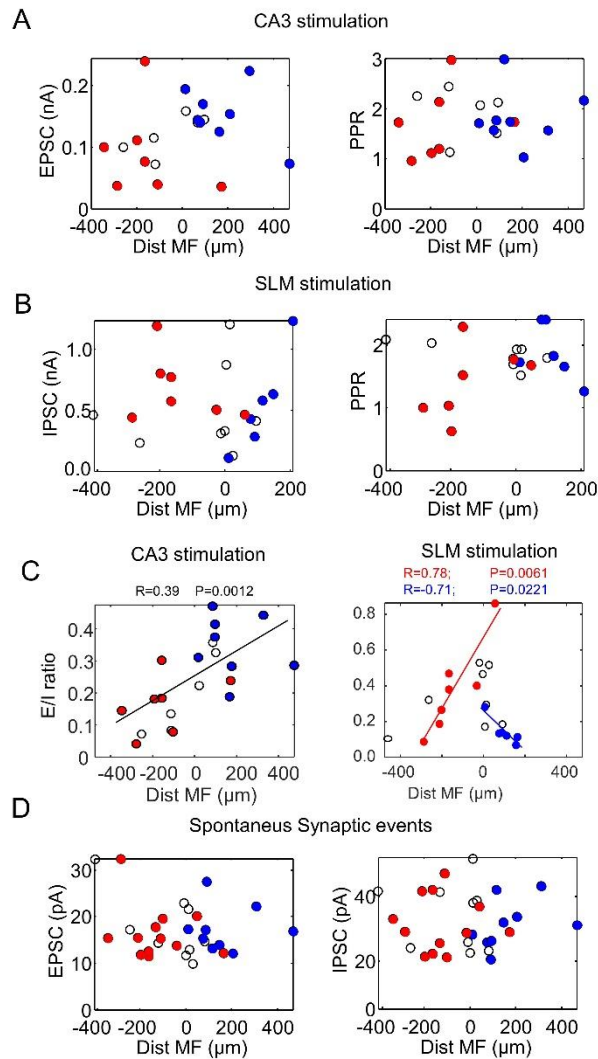 A
CA3 stimulation
EPSC (nA)
0.2
0.1
0
-400 -200 0 200 400
Dist MF (µm)
PPR
3
2
1
0
-400 -200 0 200 400
Dist MF (µm)
B
SLM stimulation
IPSC (nA)
1.0
0.5
0.0
-400 -200 0 200
Dist MF (µm)
PPR
2
1
0
-400 -200 0 200
Dist MF (µm)
C
CA3 stimulation
R=0.39 P=0.0012
E/I ratio
0.4
0.3
0.2
0.1
0.0
-400 -200 0 200 400
Dist MF (µm)
SLM stimulation
R=0.78; P=0.0061
R=-0.71; P=0.0221
0.8
0.6
0.4
0.2
0.0
-400 0 400
Dist MF (µm)
D
Spontaneus Synaptic events
EPSC (pA)
30
20
10
0
-400 -200 0 200 400
Dist MF (µm)
IPSC (pA)
40
20
0
-400 -200 0 200 400
Dist MF (µm)